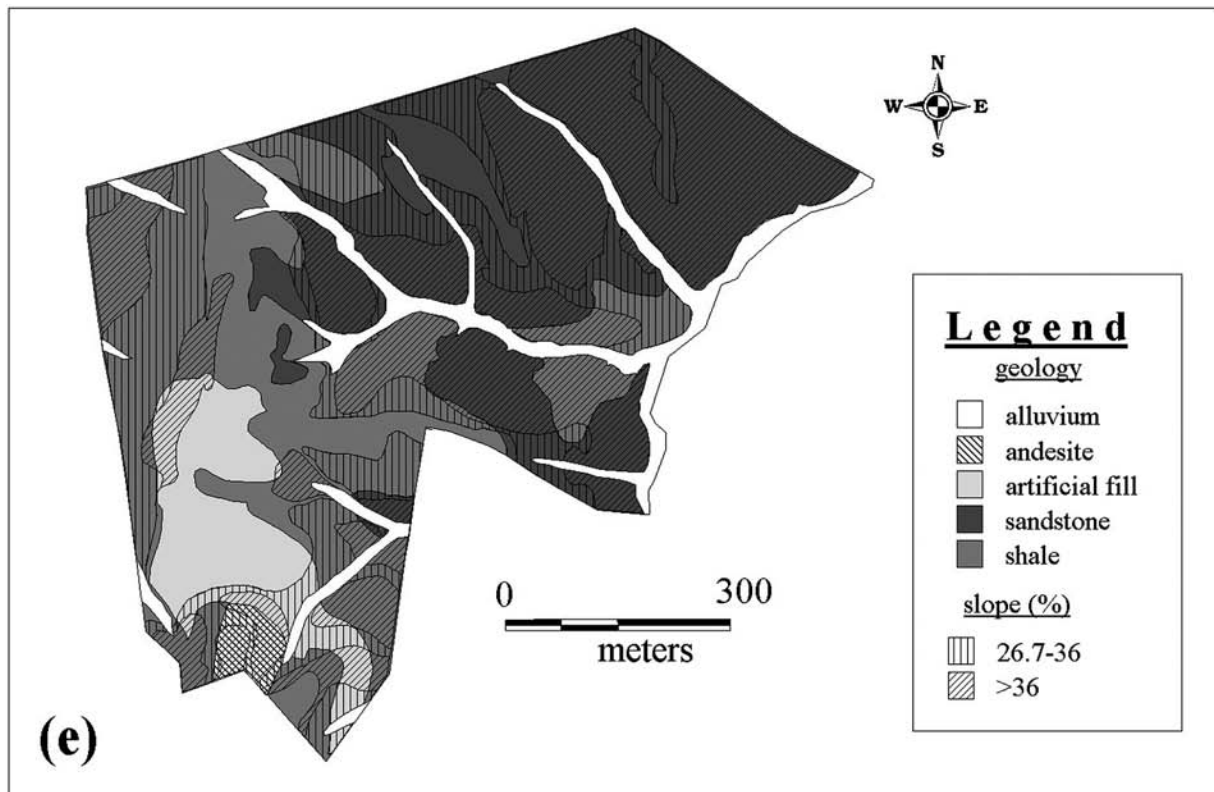 N
W E
S
Legend
geology
alluvium
andesite
artificial fill
sandstone
shale
slope (%)
26.7-36
>36
0 300
meters
(e)